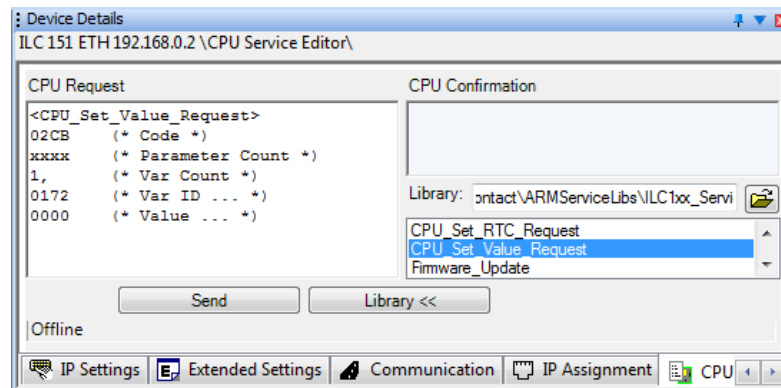 Device Details
ILC 151 ETH 192.168.0.2 \CPU Service Editor\
CPU Request
CPU Confirmation
<CPU_Set_Value_Request>
02CB (* Code *)
xxxx (* Parameter Count *)
1, (* Var Count *)
0172 (* Var ID ... *)
0000 (* Value ... *)
Library: ontact\ARMServiceLibs\ILC1xx_Servi
CPU_Set_RTC_Request
CPU_Set_Value_Request
Firmware_Update
Send
Library <<
Offline
IP Settings
Extended Settings
Communication
IP Assignment
CPU